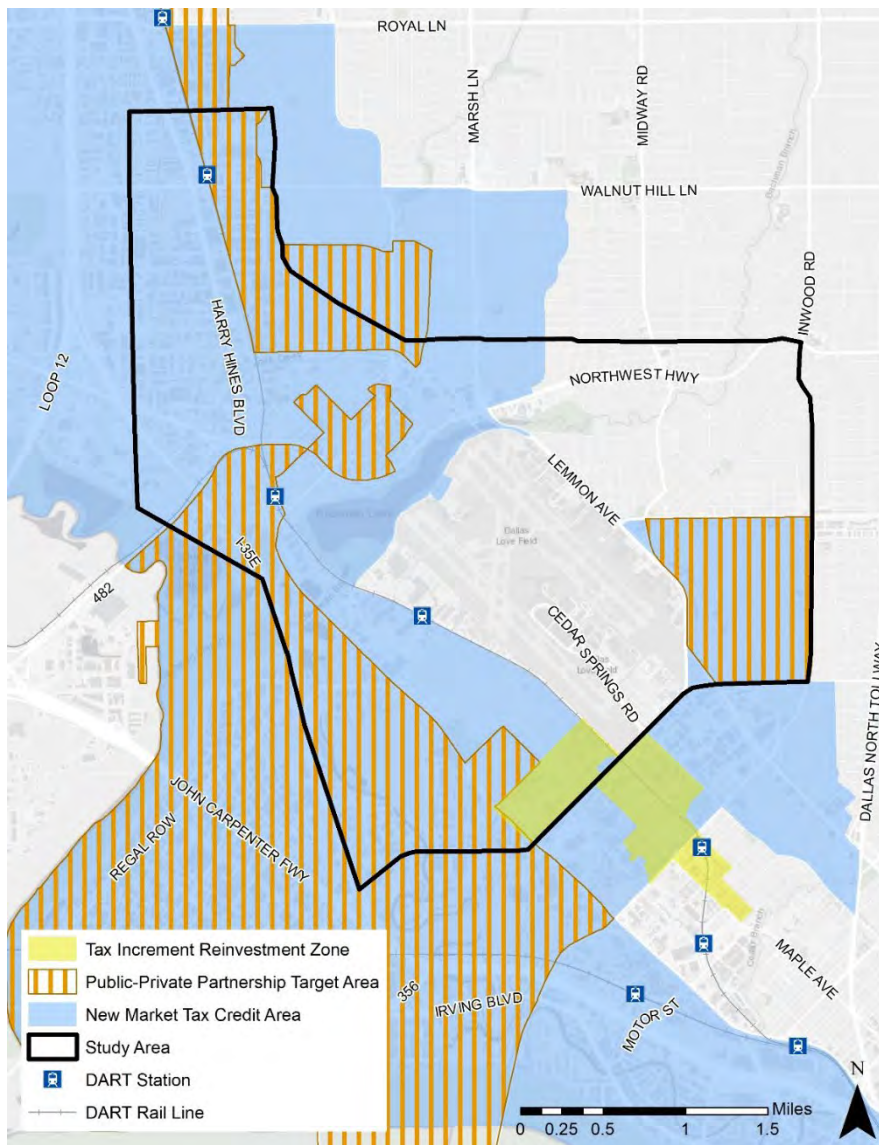 ROYAL LN
MARSH LN
MIDWAY RD
WALNUT HILL LN
INWOOD RD
HARRY HINES BLVD
LOOP 12
NORTHWEST HWY
LEMMON AVE
Dallas
Love Field
I-35E
482
CEDAR SPRINGS RD
DALLAS NORTH TOLLWAY
JOHN CARPENTER FWY
REGAL ROW
MAPLE AVE
356
IRVING BLVD
MOTOR ST
Tax Increment Reinvestment Zone
Public-Private Partnership Target Area
New Market Tax Credit Area
Study Area
DART Station
DART Rail Line
N
Miles
0 0.25 0.5 1 1.5